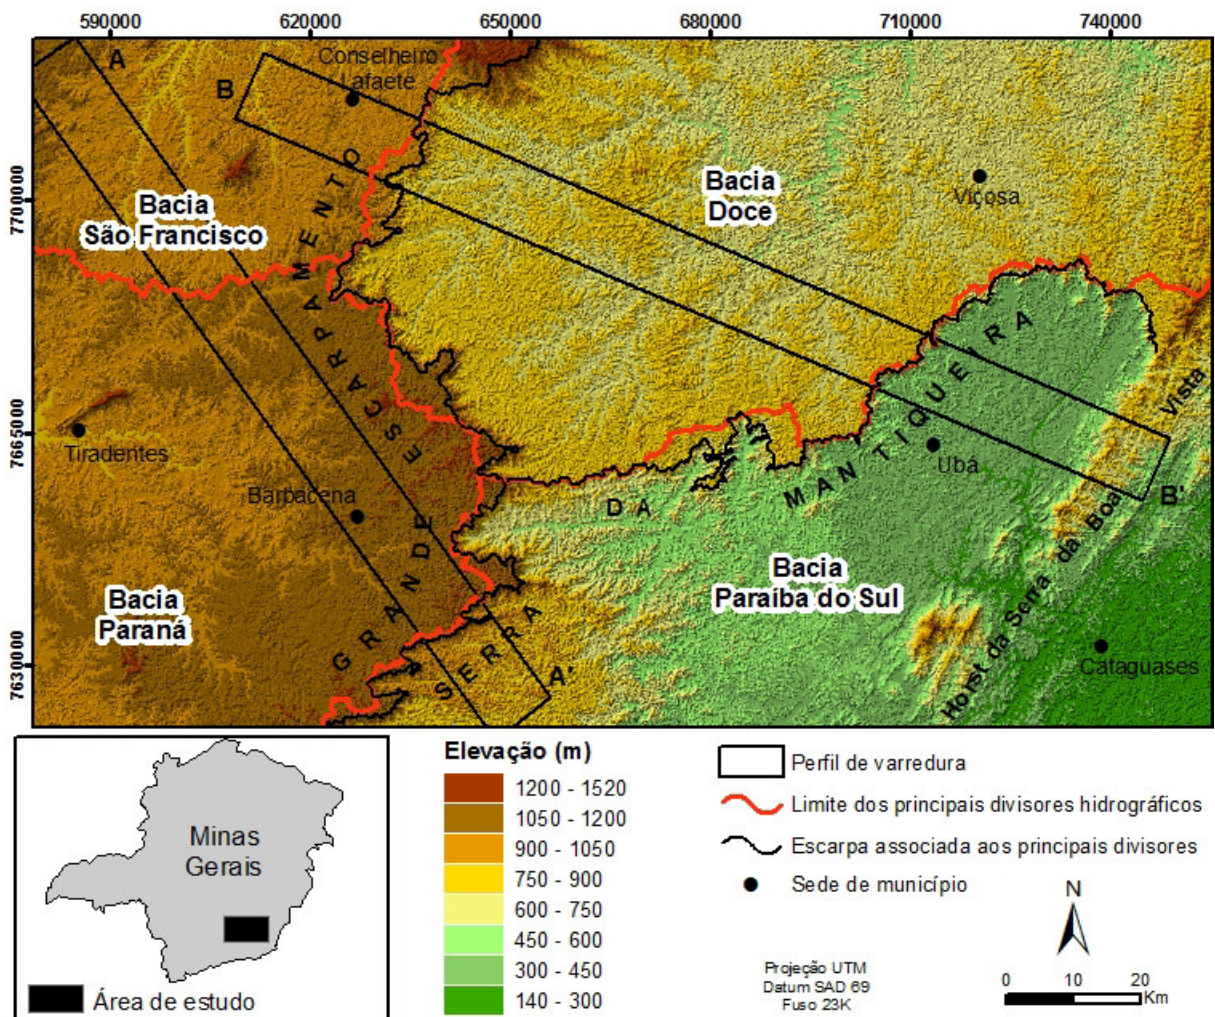 590000 620000 650000 680000 710000 740000
7700000
7665000
7630000
A
B
Conselheiro
Lafaete
Bacia
São Francisco
Bacia
Doce
Viçosa
ESCARPAMENTO
Tiradentes
Barbacena
GRANDE
Bacia
Paraná
SERRA
DA
MANTIQUEIRA
A'
Ubá
B'
Bacia
Paraíba do Sul
Horst da Serra da Boa Vista
Cataguases
Minas
Gerais
Área de estudo
Elevação (m)
1200 - 1520
1050 - 1200
900 - 1050
750 - 900
600 - 750
450 - 600
300 - 450
140 - 300
Perfil de varredura
Limite dos principais divisores hidrográficos
Escarpa associada aos principais divisores
Sede de município
Projeção UTM
Datum SAD 69
Fuso 23K
N
0 10 20
Km